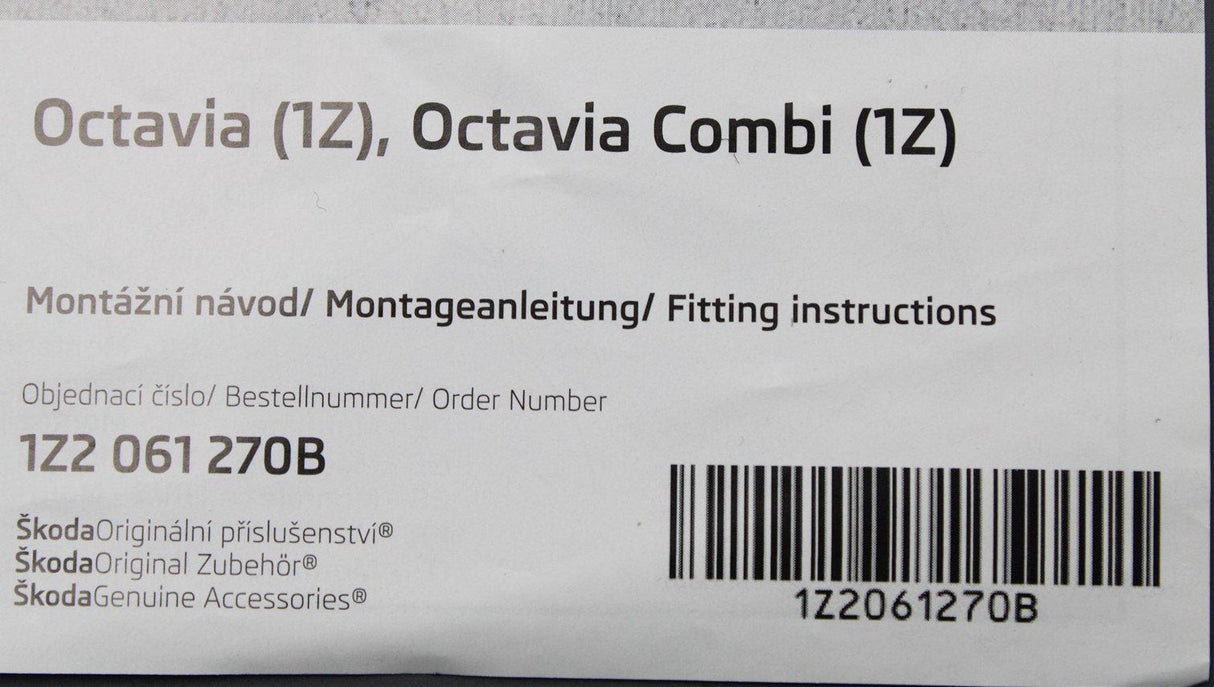 Octavia (1Z), Octavia Combi (1Z)
Montážní návod/ Montageanleitung/ Fitting instructions
Objednací číslo/ Bestellnummer/ Order Number
1Z2 061 270B
ŠkodaOriginální příslušenství®
ŠkodaOriginal Zubehör®
ŠkodaGenuine Accessories®
1Z2061270B